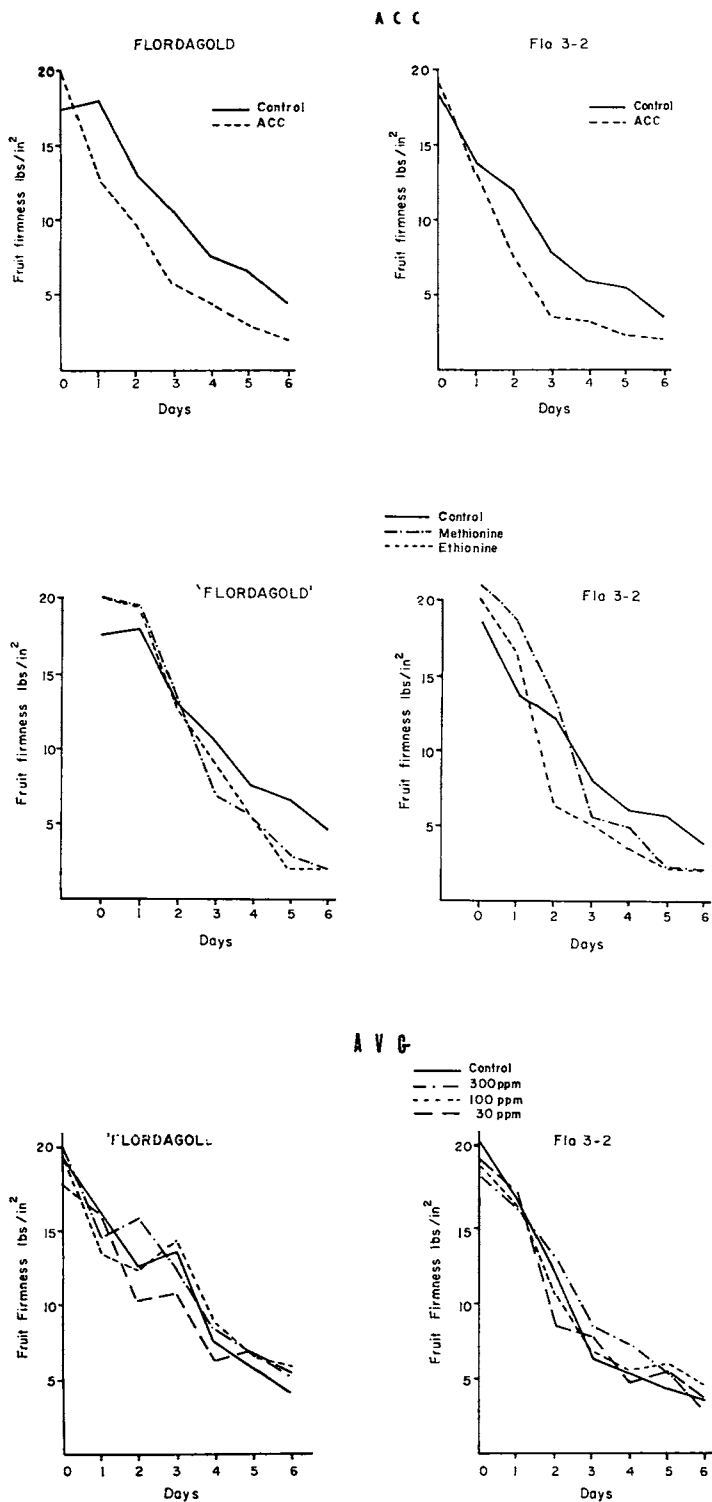 ACC
FLORDAGOLD
Fla 3-2
Control
ACC
Control
ACC
Fruit firmness lbs/in²
20
15
10
5
0 1 2 3 4 5 6
Days
Fruit firmness lbs/in²
20
15
10
5
0 1 2 3 4 5 6
Days
Control
Methionine
Ethionine
'FLORDAGOLD'
Fla 3-2
Fruit firmness lbs/in²
20
15
10
5
0 1 2 3 4 5 6
Days
Fruit firmness lbs/in²
20
15
10
5
0 1 2 3 4 5 6
Days
AVG
Control
300 ppm
100 ppm
30 ppm
'FLORDAGOL
Fla 3-2
Fruit Firmness lbs/in²
20
15
10
5
0 1 2 3 4 5 6
Days
Fruit Firmness lbs/in²
20
15
10
5
0 1 2 3 4 5 6
Days